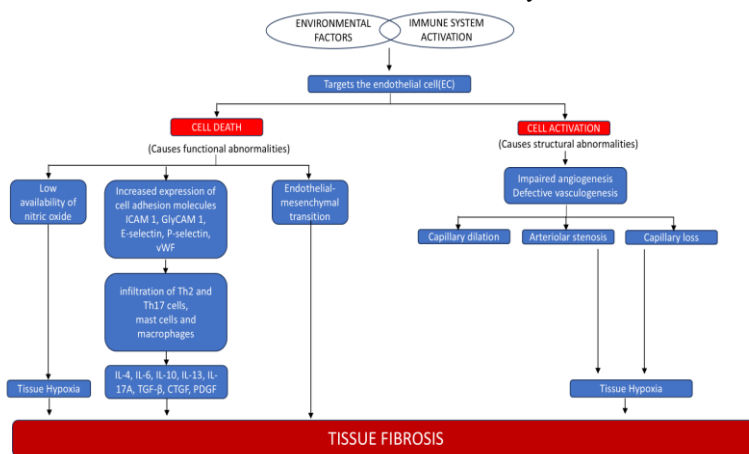 ENVIRONMENTAL
FACTORS
IMMUNE SYSTEM
ACTIVATION
Targets the endothelial cell(EC)
CELL DEATH
(Causes functional abnormalities)
CELL ACTIVATION
(Causes structural abnormalities)
Low
availability of
nitric oxide
Increased expression of
cell adhesion molecules
ICAM 1, GlyCAM 1,
E-selectin, P-selectin,
vWF
Endothelial-
mesenchymal
transition
Impaired angiogenesis
Defective vasculogenesis
Capillary dilation
Arteriolar stenosis
Capillary loss
infiltration of Th2 and
Th17 cells,
mast cells and
macrophages
Tissue Hypoxia
IL-4, IL-6, IL-10, IL-13, IL-
17A, TGF-β, CTGF, PDGF
Tissue Hypoxia
TISSUE FIBROSIS